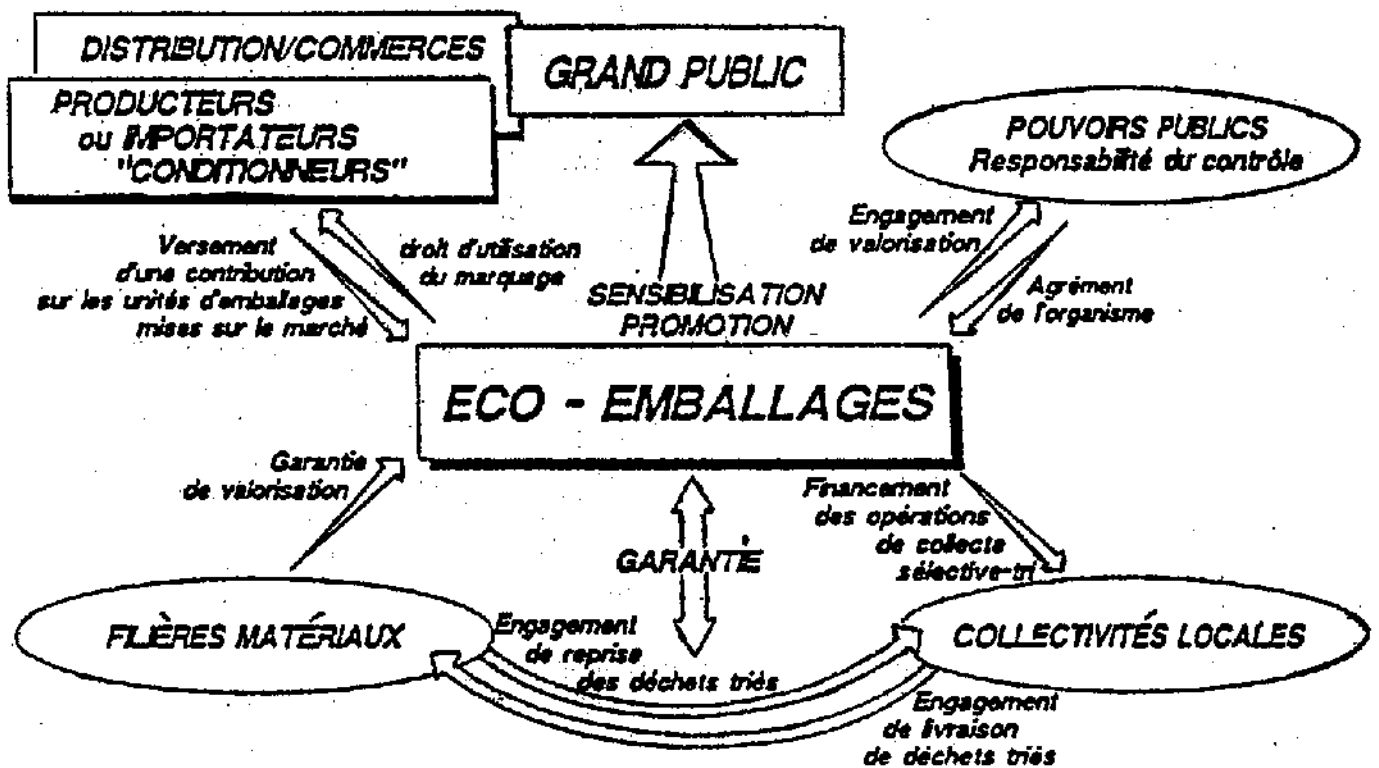 DISTRIBUTION/COMMERCES
GRAND PUBLIC
PRODUCTEURS
ou IMPORTATEURS
"CONDITIONNEURS"
POUVOIRS PUBLICS
Responsabilité du contrôle
Versement
d'une contribution
sur les unités d'emballages
mises sur le marché
droit d'utilisation
du marquage
SENSIBILISATION
PROMOTION
Engagement
de valorisation
Agrément
de l'organisme
ECO - EMBALLAGES
Garantie
de valorisation
GARANTIE
Financement
des opérations
de collecte
sélective-tri
FILIÈRES MATÉRIAUX
Engagement
de reprise
des déchets triés
COLLECTIVITÉS LOCALES
Engagement
de livraison
de déchets triés